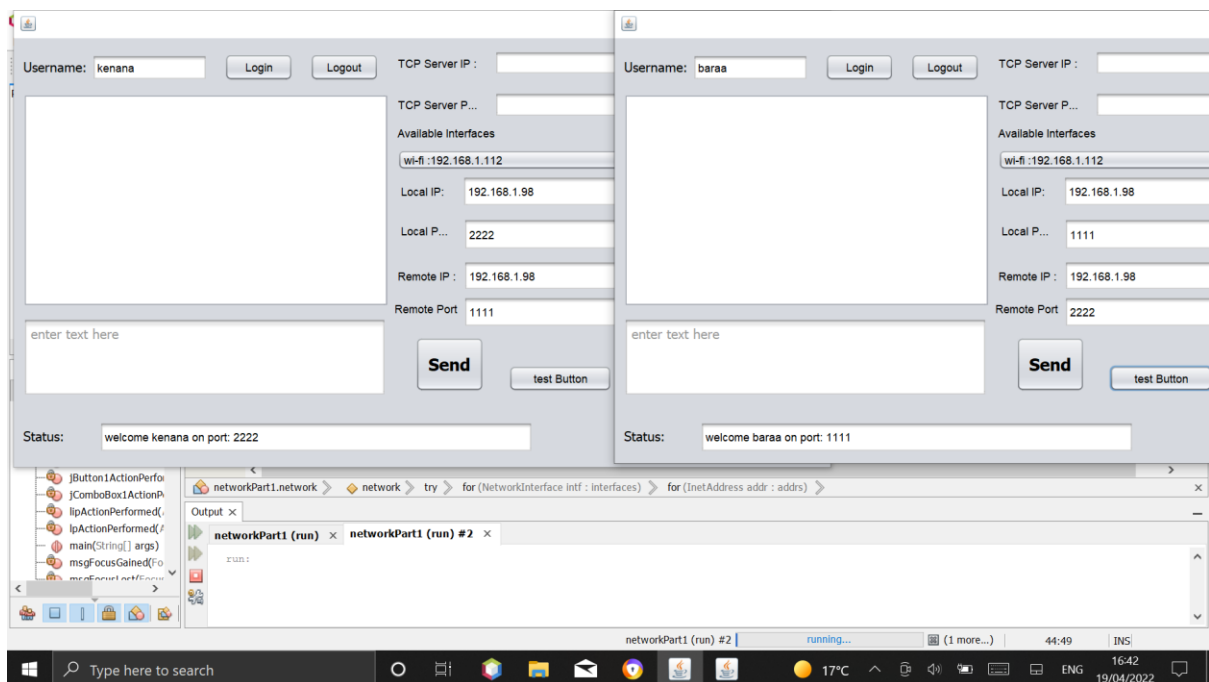 Username: kenana Login Logout TCP Server IP :
TCP Server P...
Available Interfaces
wi-fi :192.168.1.112
Local IP: 192.168.1.98
Local P... 2222
Remote IP : 192.168.1.98
Remote Port 1111
enter text here
Send
test Button
Status: welcome kenana on port: 2222
Username: baraa Login Logout TCP Server IP :
TCP Server P...
Available Interfaces
wi-fi :192.168.1.112
Local IP: 192.168.1.98
Local P... 1111
Remote IP : 192.168.1.98
Remote Port 2222
enter text here
Send
test Button
Status: welcome baraa on port: 1111
jButton1ActionPerfor
jComboBox1ActionP
lipActionPerformed(
lpActionPerformed(
main(String[] args)
msgFocusGained(Fo
msgFocusLost(Focus
networkPart1.network network try for (NetworkInterface intf : interfaces) for (InetAddress addr : addrs)
Output ×
networkPart1 (run) × networkPart1 (run) #2 ×
run:
networkPart1 (run) #2 running... (1 more...) 44:49 INS
Type here to search 17°C ENG 16:42
19/04/2022